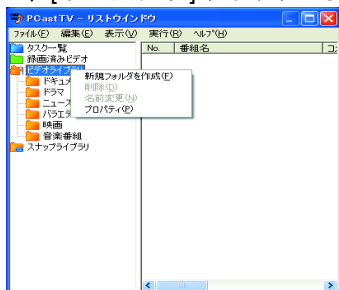 PCastTV - リストウィンドウ
ファイル(F) 編集(E) 表示(V) 実行(R) ヘルプ(H)
No. 番組名
タスク一覧
録画済みビデオ
ビデオライブラリ
新規フォルダを作成(F)
削除(D)
名前変更(N)
プロパティ(P)
ドキュメ
ドラマ
ニュース
バラエテ
映画
音楽番組
スナップライブラリ